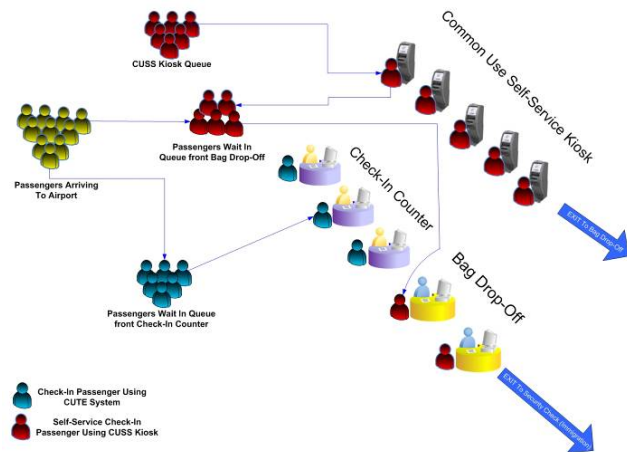 CUSS Kiosk Queue
Common Use Self-Service Kiosk
Passengers Wait In
Queue front Bag Drop-Off
Passengers Arriving
To Airport
Check-In Counter
EXIT To Bag Drop-Off
Passengers Wait In Queue
front Check-In Counter
Bag Drop-Off
EXIT To Security Check (Immigration)
Check-In Passenger Using
CUTE System
Self-Service Check-In
Passenger Using CUSS Kiosk